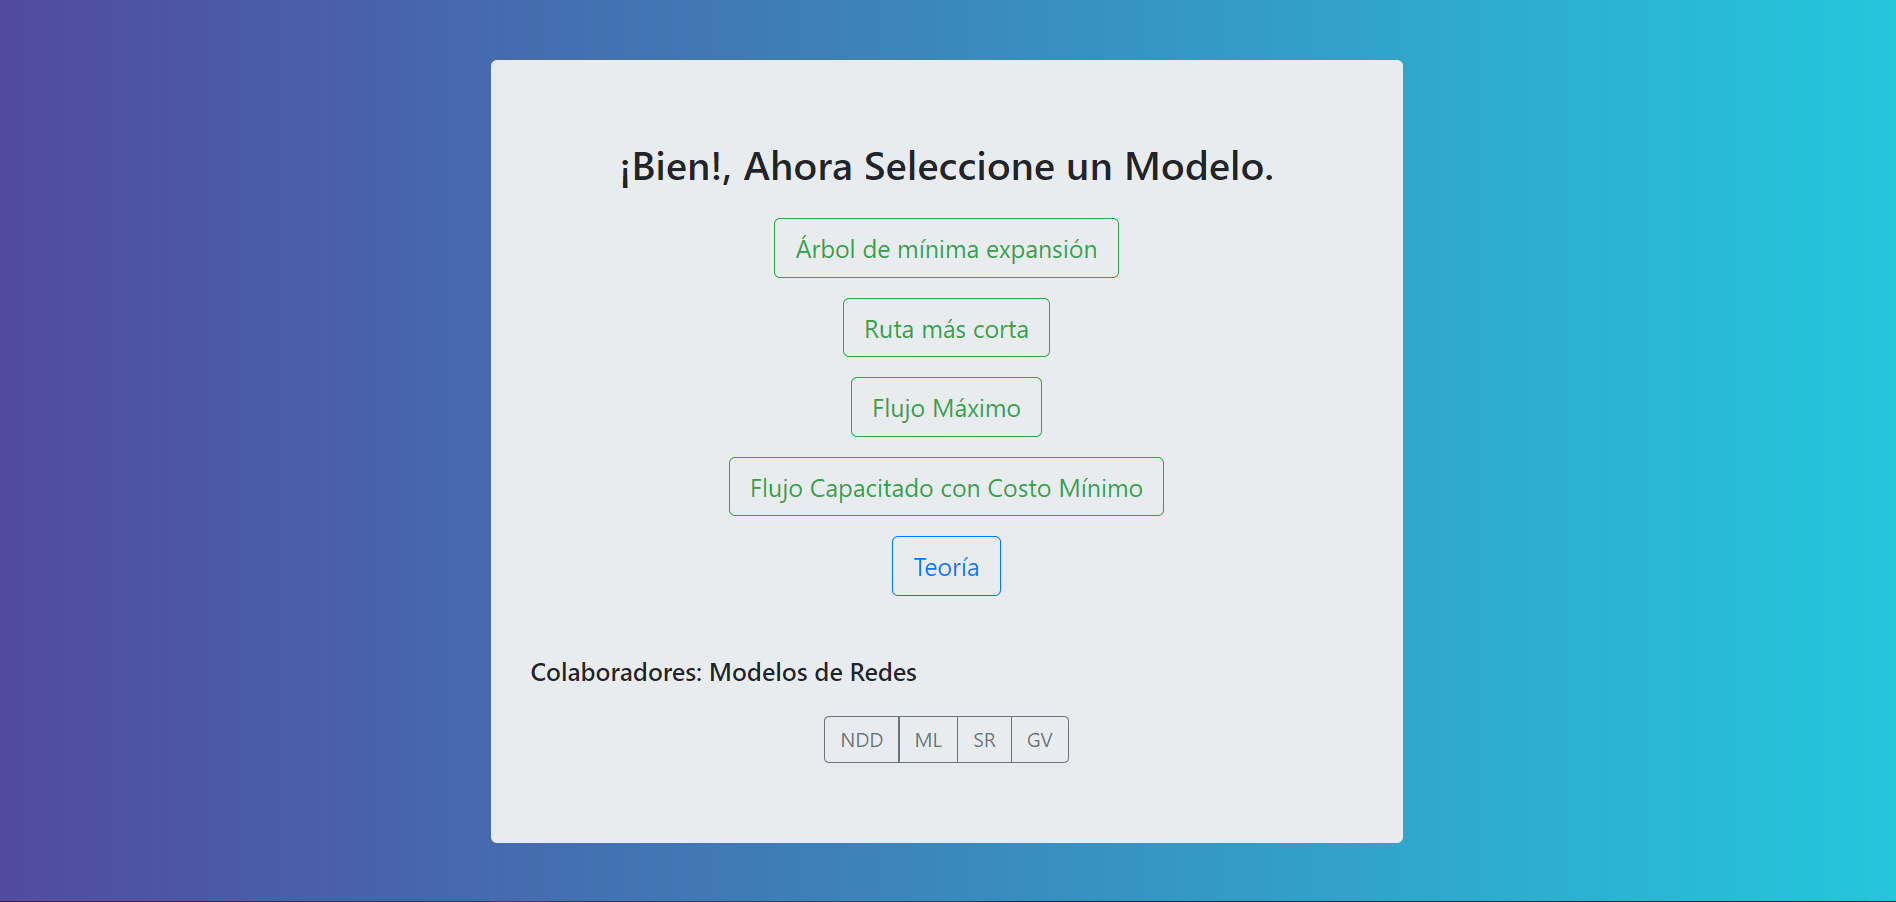 ¡Bien!, Ahora Seleccione un Modelo.
Árbol de mínima expansión
Ruta más corta
Flujo Máximo
Flujo Capacitado con Costo Mínimo
Teoría
Colaboradores: Modelos de Redes
NDD ML SR GV